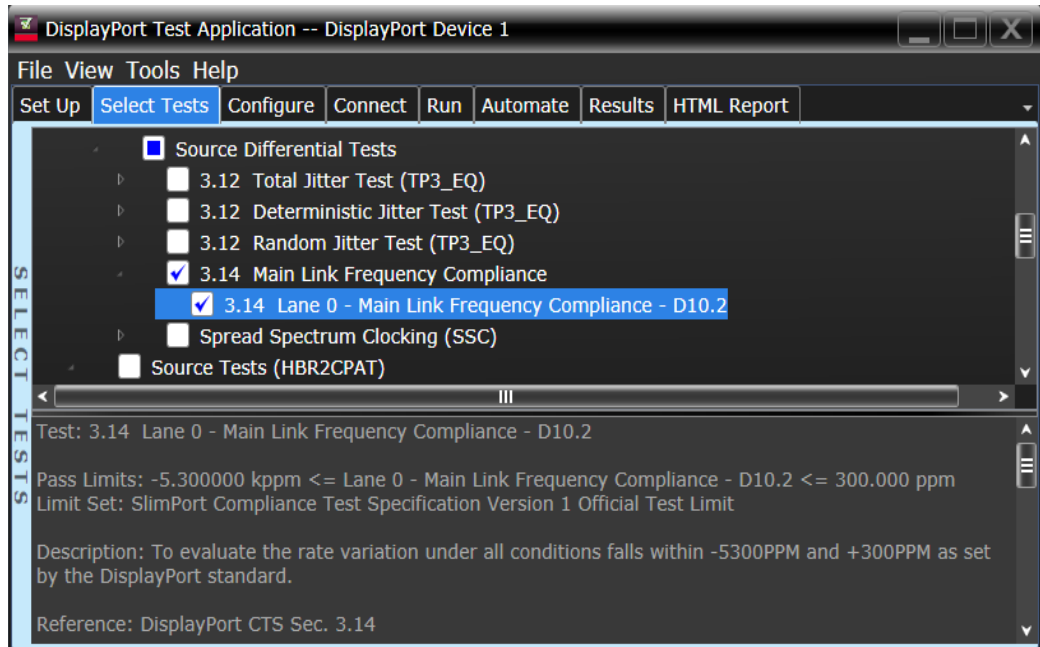 DisplayPort Test Application -- DisplayPort Device 1
File View Tools Help
Set Up Select Tests Configure Connect Run Automate Results HTML Report
SELECT TESTS
Source Differential Tests
3.12 Total Jitter Test (TP3_EQ)
3.12 Deterministic Jitter Test (TP3_EQ)
3.12 Random Jitter Test (TP3_EQ)
3.14 Main Link Frequency Compliance
3.14 Lane 0 - Main Link Frequency Compliance - D10.2
Spread Spectrum Clocking (SSC)
Source Tests (HBR2CPAT)
Test: 3.14 Lane 0 - Main Link Frequency Compliance - D10.2
Pass Limits: -5.300000 kppm <= Lane 0 - Main Link Frequency Compliance - D10.2 <= 300.000 ppm
Limit Set: SlimPort Compliance Test Specification Version 1 Official Test Limit
Description: To evaluate the rate variation under all conditions falls within -5300PPM and +300PPM as set
by the DisplayPort standard.
Reference: DisplayPort CTS Sec. 3.14